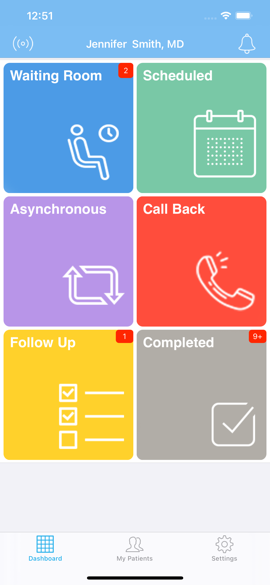 12:51
Jennifer Smith, MD
Waiting Room
2
Scheduled
Asynchronous
Call Back
Follow Up
1
Completed
9+
Dashboard
My Patients
Settings